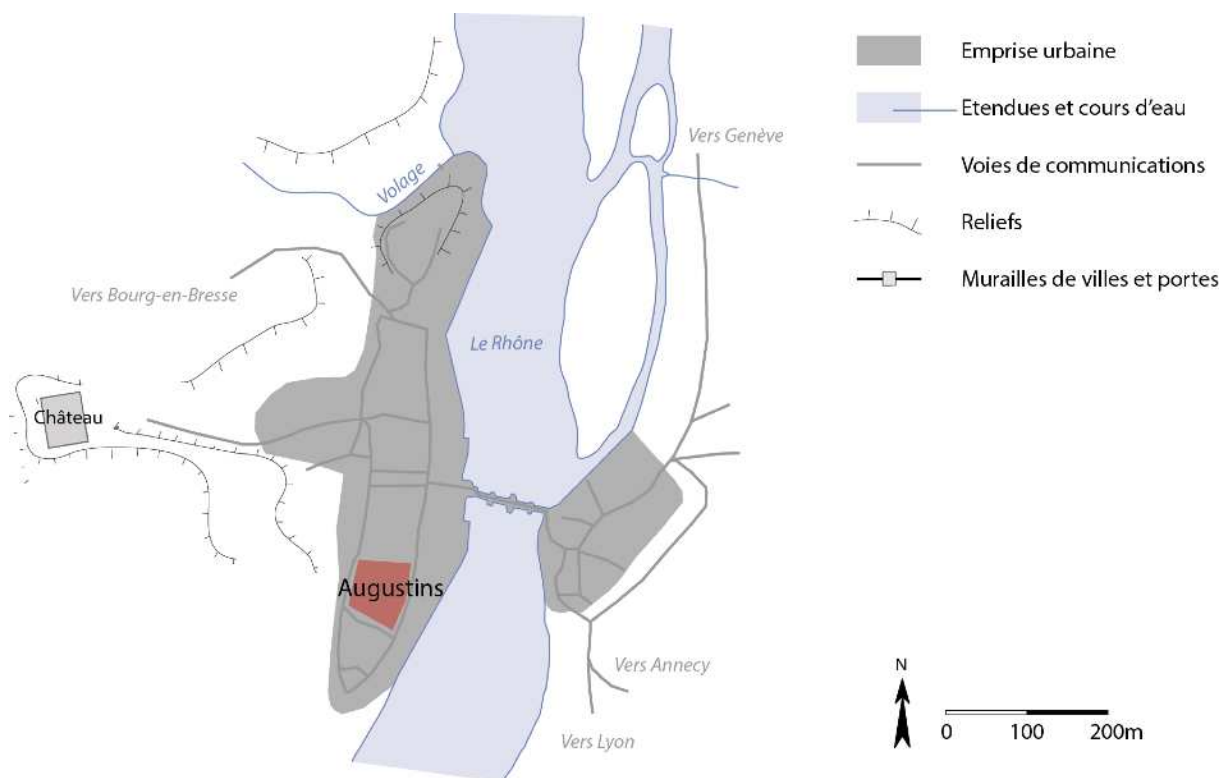 Emprise urbaine
Etendues et cours d'eau
Vers Genève
Voies de communications
Volage
Reliefs
Murailles de villes et portes
Vers Bourg-en-Bresse
Le Rhône
Château
Augustins
Vers Annecy
Vers Lyon
N
0 100 200m